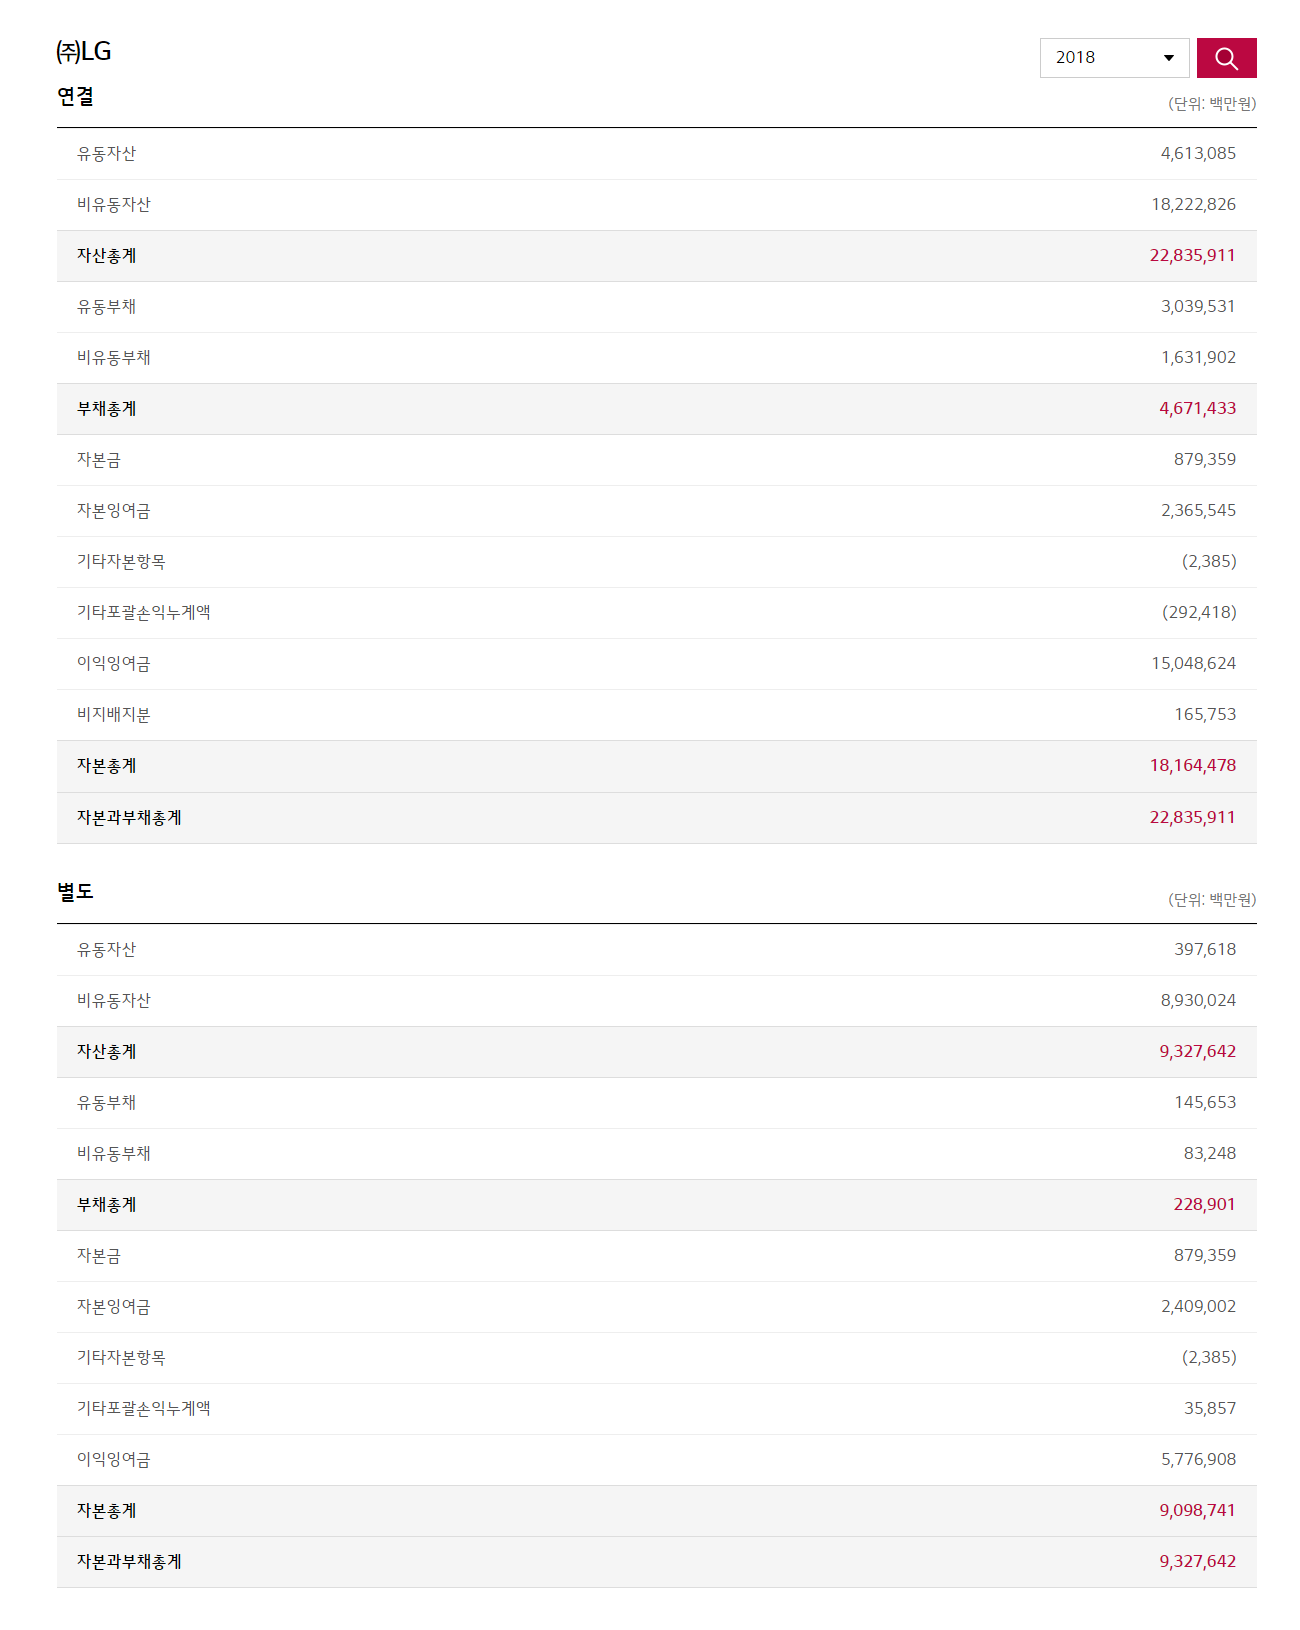 ㈜LG
2018
연결
(단위: 백만원)
유동자산 4,613,085
비유동자산 18,222,826
자산총계 22,835,911
유동부채 3,039,531
비유동부채 1,631,902
부채총계 4,671,433
자본금 879,359
자본잉여금 2,365,545
기타자본항목 (2,385)
기타포괄손익누계액 (292,418)
이익잉여금 15,048,624
비지배지분 165,753
자본총계 18,164,478
자본과부채총계 22,835,911
별도
(단위: 백만원)
유동자산 397,618
비유동자산 8,930,024
자산총계 9,327,642
유동부채 145,653
비유동부채 83,248
부채총계 228,901
자본금 879,359
자본잉여금 2,409,002
기타자본항목 (2,385)
기타포괄손익누계액 35,857
이익잉여금 5,776,908
자본총계 9,098,741
자본과부채총계 9,327,642